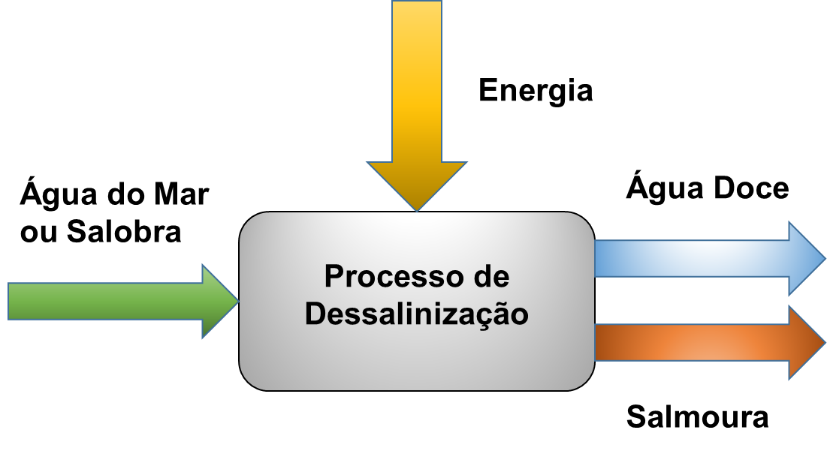 Energia
Água do Mar
ou Salobra
Água Doce
Processo de
Dessalinização
Salmoura